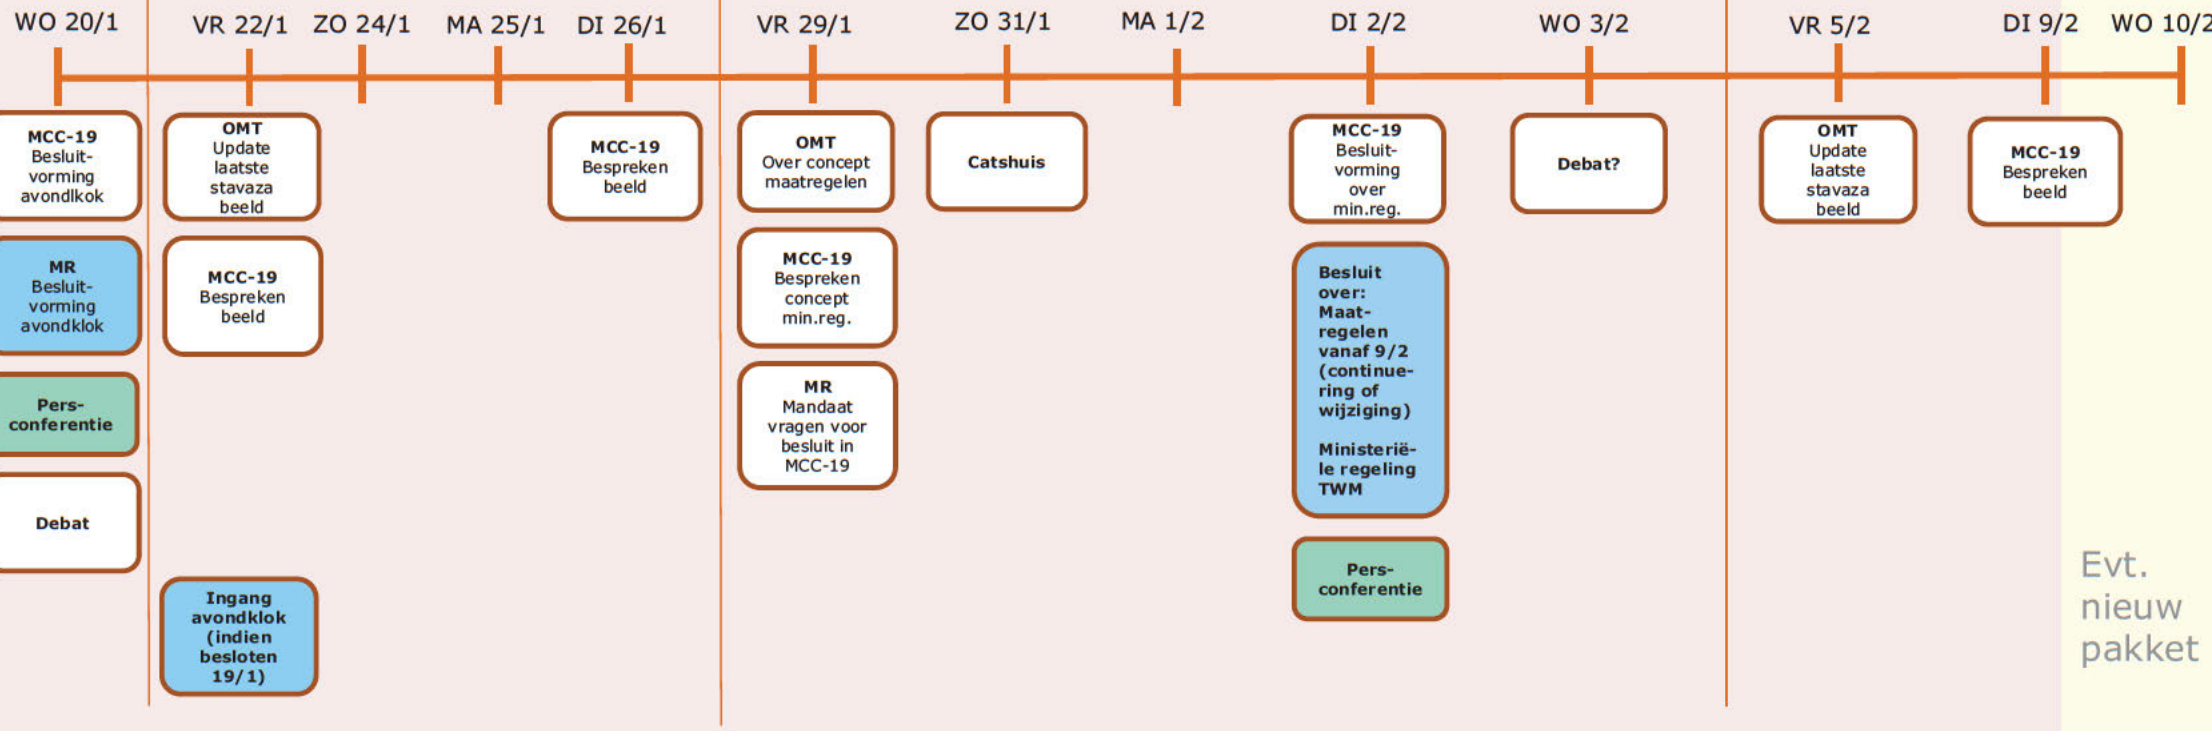 WO 20/1 VR 22/1 ZO 24/1 MA 25/1 DI 26/1 VR 29/1 ZO 31/1 MA 1/2 DI 2/2 WO 3/2 VR 5/2 DI 9/2 WO 10/2
MCC-19
Besluit-
vorming
avondlkok
MR
Besluit-
vorming
avondklok
Pers-
conferentie
Debat
OMT
Update
laatste
stavaza
beeld
MCC-19
Bespreken
beeld
Ingang
avondklok
(indien
besloten
19/1)
MCC-19
Bespreken
beeld
OMT
Over concept
maatregelen
MCC-19
Bespreken
concept
min.reg.
MR
Mandaat
vragen voor
besluit in
MCC-19
Catshuis
MCC-19
Besluit-
vorming
over
min.reg.
Besluit
over:
Maat-
regelen
vanaf 9/2
(continue-
ring of
wijziging)
Ministerië-
le regeling
TWM
Pers-
conferentie
Debat?
OMT
Update
laatste
stavaza
beeld
MCC-19
Bespreken
beeld
Evt.
nieuw
pakket